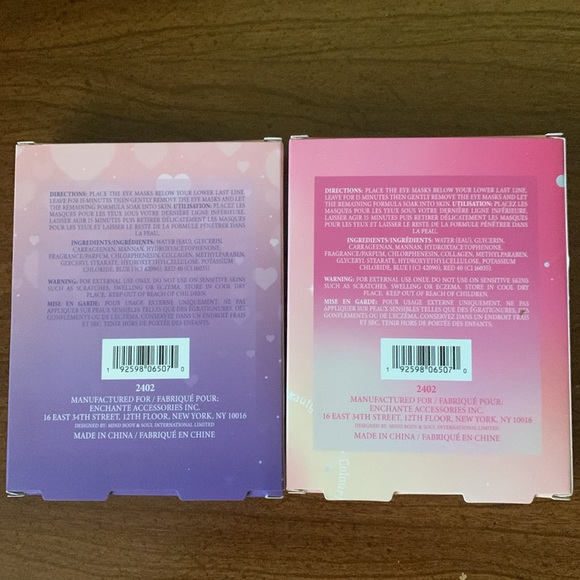 DIRECTIONS: PLACE THE EYE MASKS BELOW YOUR LOWER LAST LINE.
LEAVE FOR 15 MINUTES THEN GENTLY REMOVE THE EYE MASKS AND LET
THE REMAINING FORMULA SOAK INTO SKIN. UTILISATION: PLACEZ LES
MASQUES POUR LES YEUX SOUS VOTRE DERNIÈRE LIGNE INFÉRIEURE.
LAISSER AGIR 15 MINUTES PUIS RETIRER DÉLICATEMENT LES MASQUES
POUR LES YEUX ET LAISSER LE RESTE DE LA FORMULE PÉNÉTRER DANS
LA PEAU.
INGREDIENTS/INGRÉDIENTS: WATER (EAU), GLYCERIN,
CARRAGEENAN, MANNAN, HYDROXYACETOPHENONE,
FRAGRANCE/PARFUM, CHLORPHENESIN, COLLAGEN, METHYLPARABEN,
GLYCERYL STEARATE, HYDROXYETHYLCELLULOSE, POTASSIUM
CHLORIDE, BLUE 1 (CI 42090), RED 40 (CI 16035)
WARNING: FOR EXTERNAL USE ONLY. DO NOT USE ON SENSITIVE SKINS
SUCH AS SCRATCHES, SWELLING OR ECZEMA. STORE IN COOL DRY
PLACE. KEEP OUT OF REACH OF CHILDREN.
MISE EN GARDE: POUR USAGE EXTERNE UNIQUEMENT. NE PAS
APPLIQUER SUR PEAUX SENSIBLES TELLES QUE DES ÉGRATIGNURES, DES
GONFLEMENTS OU DE L'ECZÉMA. CONSERVEZ DANS UN ENDROIT FRAIS
ET SEC. TENIR HORS DE PORTÉE DES ENFANTS.
1 92598 06507 0
2402
MANUFACTURED FOR / FABRIQUÉ POUR:
ENCHANTE ACCESSORIES INC.
16 EAST 34TH STREET, 12TH FLOOR, NEW YORK, NY 10016
DESIGNED BY: MIND BODY & SOUL INTERNATIONAL LIMITED
MADE IN CHINA / FABRIQUÉ EN CHINE
DIRECTIONS: PLACE THE EYE MASKS BELOW YOUR LOWER LAST LINE.
LEAVE FOR 15 MINUTES THEN GENTLY REMOVE THE EYE MASKS AND LET
THE REMAINING FORMULA SOAK INTO SKIN. UTILISATION: PLACEZ LES
MASQUES POUR LES YEUX SOUS VOTRE DERNIÈRE LIGNE INFÉRIEURE.
LAISSER AGIR 15 MINUTES PUIS RETIRER DÉLICATEMENT LES MASQUES
POUR LES YEUX ET LAISSER LE RESTE DE LA FORMULE PÉNÉTRER DANS
LA PEAU.
INGREDIENTS/INGRÉDIENTS: WATER (EAU), GLYCERIN,
CARRAGEENAN, MANNAN, HYDROXYACETOPHENONE,
FRAGRANCE/PARFUM, CHLORPHENESIN, COLLAGEN, METHYLPARABEN,
GLYCERYL STEARATE, HYDROXYETHYLCELLULOSE, POTASSIUM
CHLORIDE, BLUE 1 (CI 42090), RED 40 (CI 16035)
WARNING: FOR EXTERNAL USE ONLY. DO NOT USE ON SENSITIVE SKINS
SUCH AS SCRATCHES, SWELLING OR ECZEMA. STORE IN COOL DRY
PLACE. KEEP OUT OF REACH OF CHILDREN.
MISE EN GARDE: POUR USAGE EXTERNE UNIQUEMENT. NE PAS
APPLIQUER SUR PEAUX SENSIBLES TELLES QUE DES ÉGRATIGNURES, DES
GONFLEMENTS OU DE L'ECZÉMA. CONSERVEZ DANS UN ENDROIT FRAIS
ET SEC. TENIR HORS DE PORTÉE DES ENFANTS.
1 92598 06507 0
2402
MANUFACTURED FOR / FABRIQUÉ POUR:
ENCHANTE ACCESSORIES INC.
16 EAST 34TH STREET, 12TH FLOOR, NEW YORK, NY 10016
DESIGNED BY: MIND BODY & SOUL INTERNATIONAL LIMITED
MADE IN CHINA / FABRIQUÉ EN CHINE